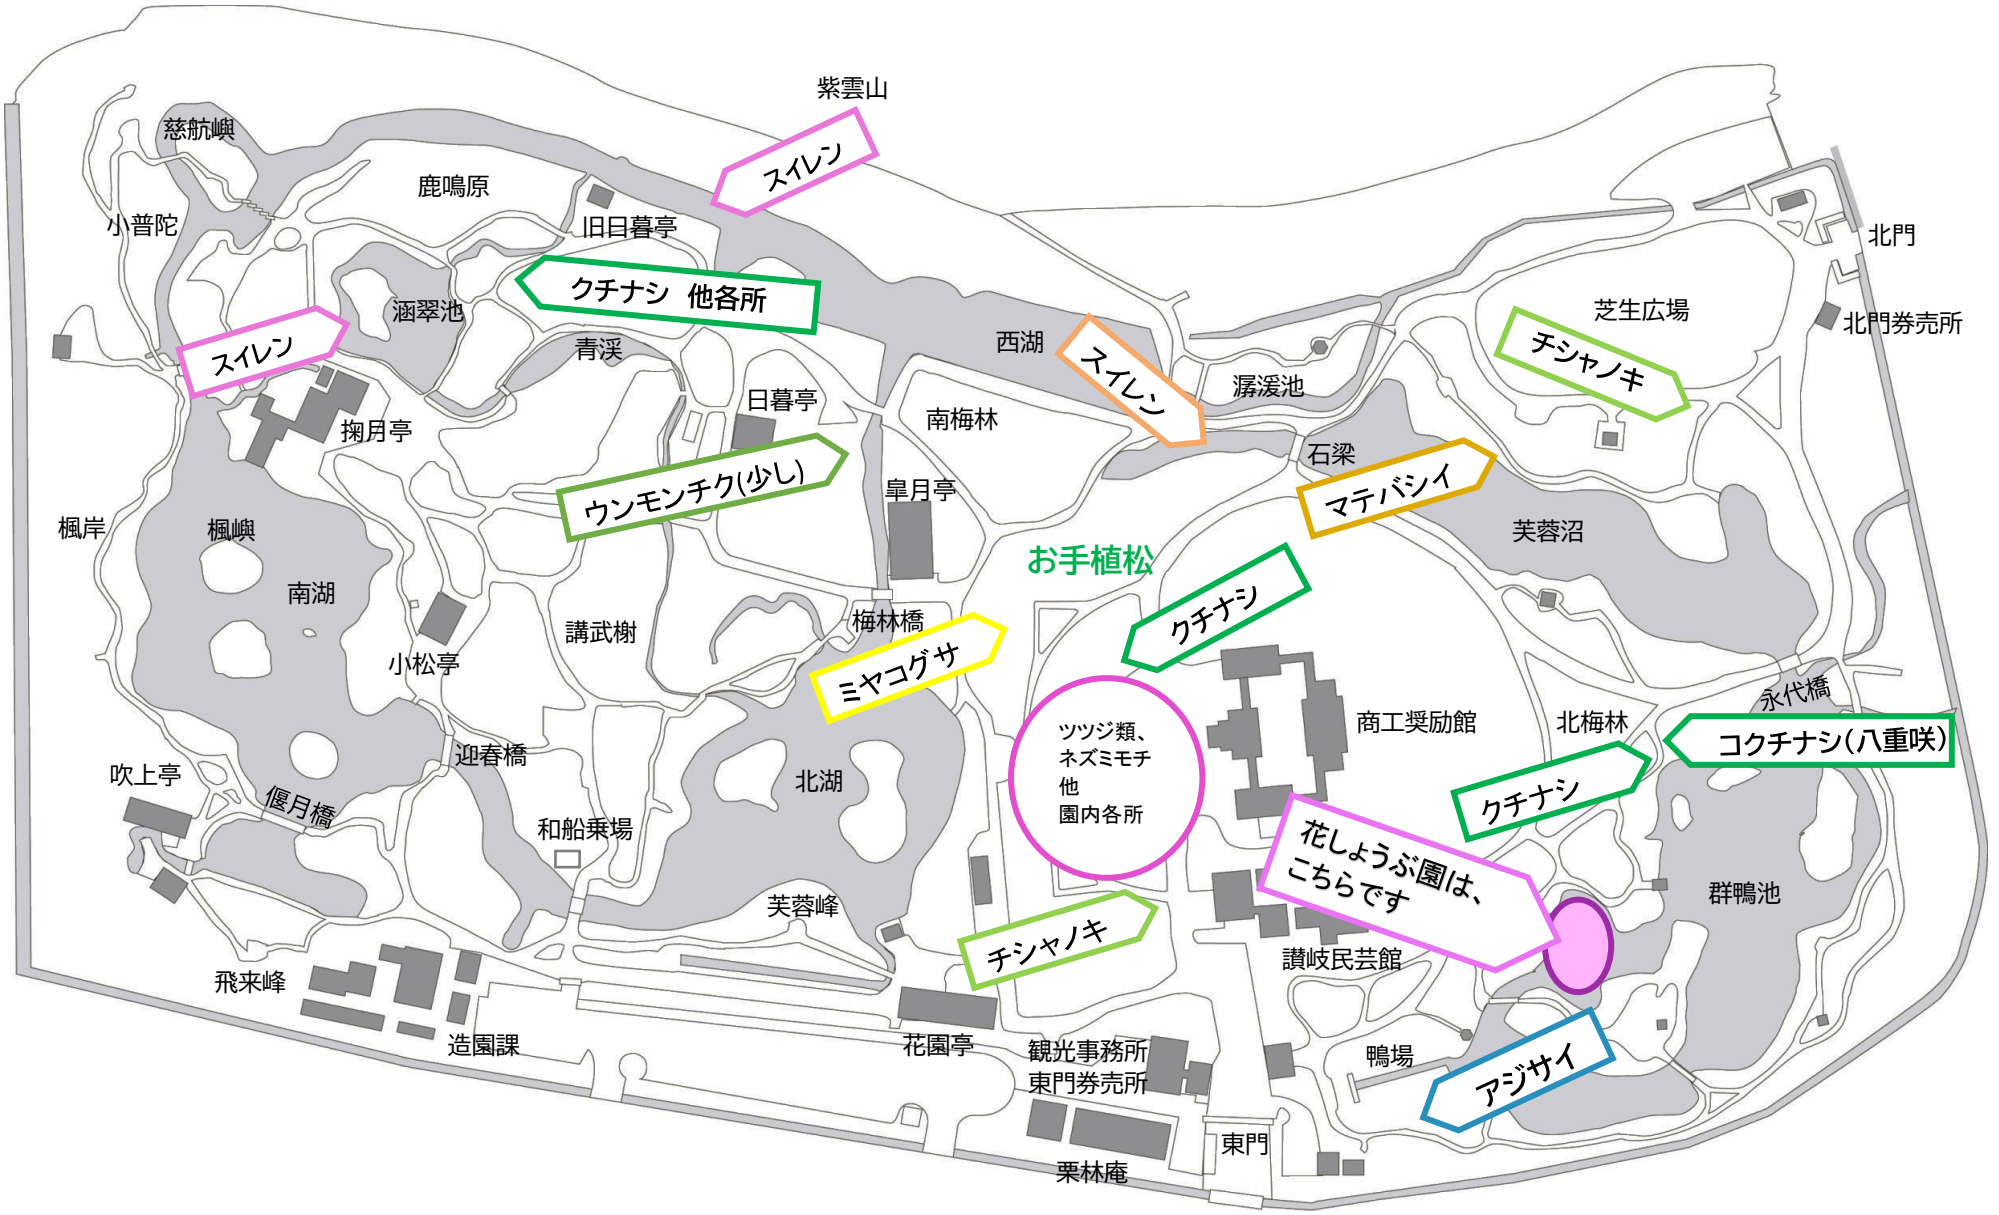 紫雲山
スイレン
慈航嶼
鹿鳴原
小普陀
旧日暮亭
北門
クチナシ 他各所
涵翠池
芝生広場
北門券売所
スイレン
青渓
西湖
スイレン
チシャノキ
潺湲池
日暮亭
南梅林
掬月亭
石梁
ウンモンチク(少し)
皐月亭
マテバシイ
楓岸
楓嶼
芙蓉沼
お手植松
南湖
クチナシ
梅林橋
講武榭
小松亭
ミヤコグサ
永代橋
商工奨励館
北梅林
コクチナシ(八重咲)
ツツジ類、
ネズミモチ
他
園内各所
迎春橋
吹上亭
北湖
偃月橋
クチナシ
和船乗場
花しょうぶ園は、
こちらです
群鴨池
芙蓉峰
チシャノキ
讃岐民芸館
飛来峰
造園課
花園亭
観光事務所
東門券売所
鴨場
アジサイ
東門
栗林庵